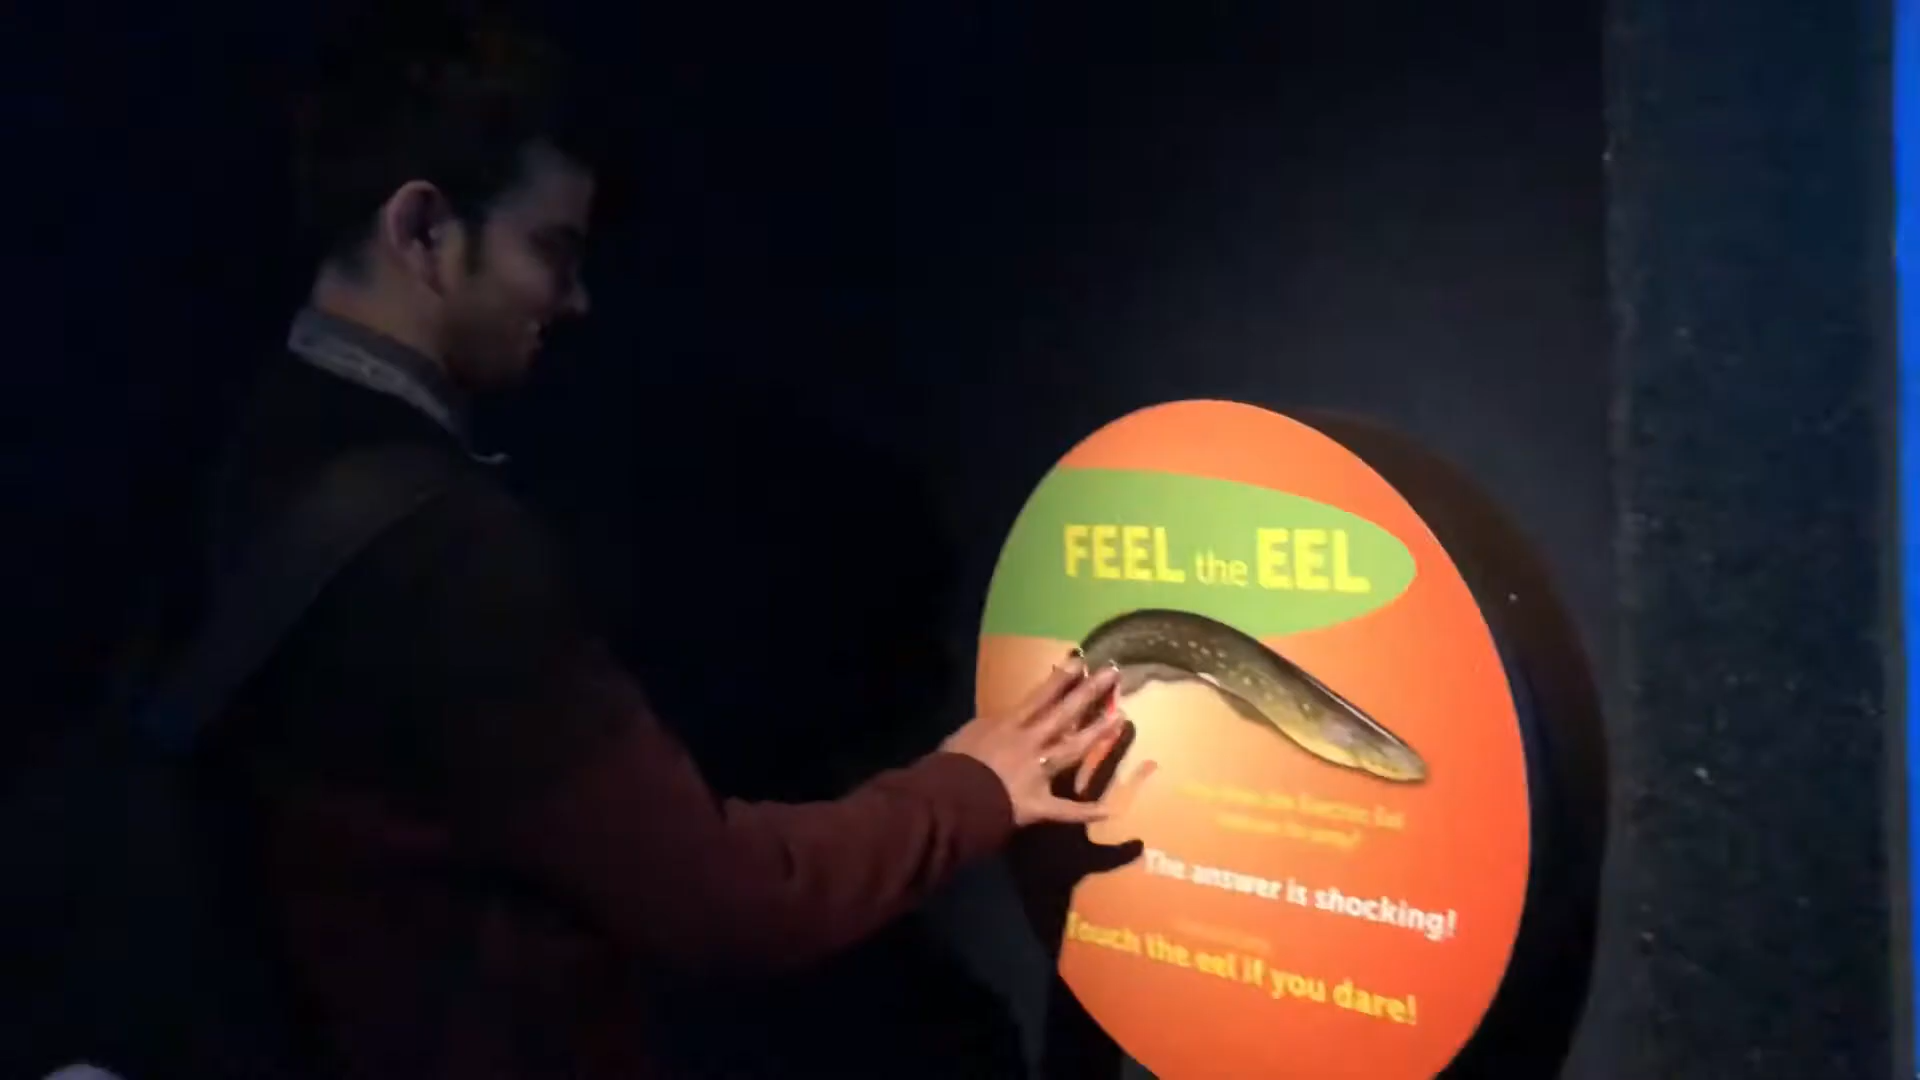 FEEL the EEL
The answer is shocking!
Touch the eel if you dare!